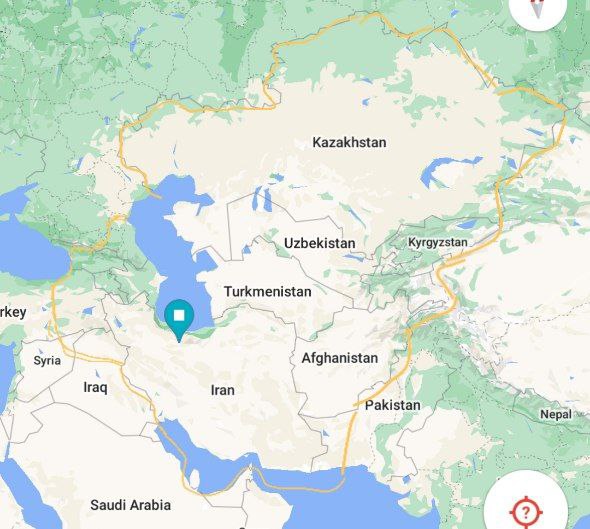 Kazakhstan
Uzbekistan
Kyrgyzstan
Turkmenistan
rkey
Syria
Afghanistan
Iraq
Iran
Pakistan
Nepal
Saudi Arabia
?